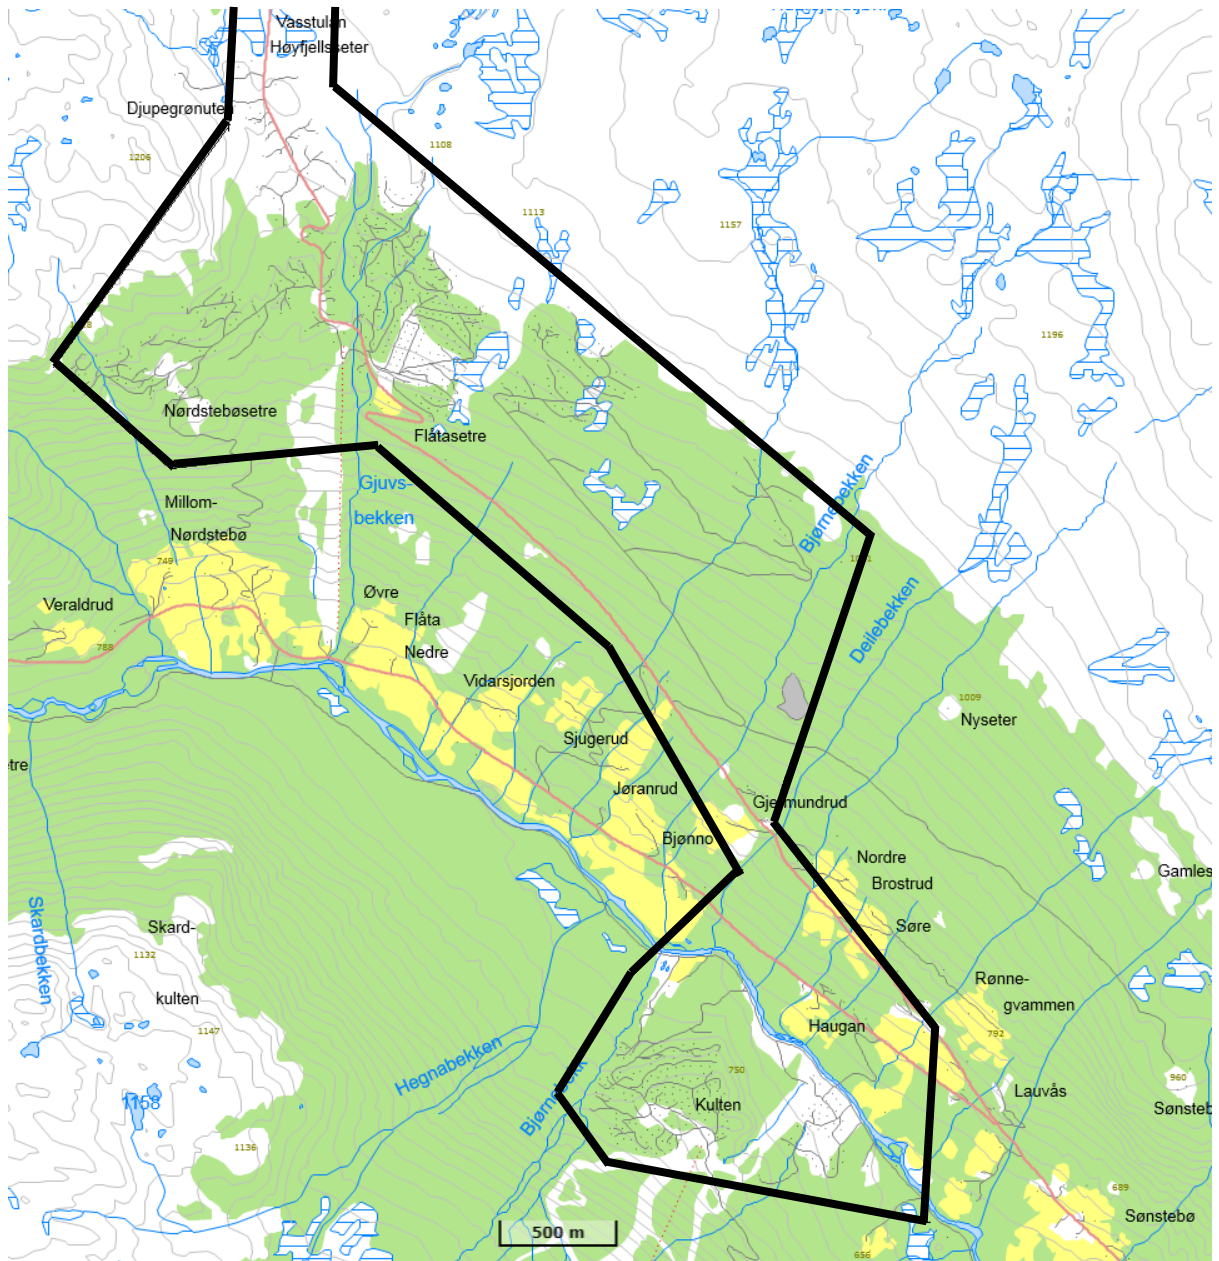 Vasstulan
Høyfjellsseter
Djupegrønuten
1206
1108
1113
1157
1196
Nørdstebøsetre
Flåtasetre
Gjuvs-
bekken
Millom-
Nørdstebø
749
Bjørnebekken
Deilebekken
Veraldrud
788
Øvre
Flåta
Nedre
Vidarsjorden
Sjugerud
1009
Nyseter
Jøranrud
Gjermundrud
Bjønno
Nordre
Brostrud
Søre
Gamles
etre
Skardbekken
Skard-
kulten
1132
1147
Rønne-
gvammen
792
Haugan
Hegnabekken
750
Kulten
Lauvås
960
Sønsteb
1158
1136
689
Sønstebø
656
500 m